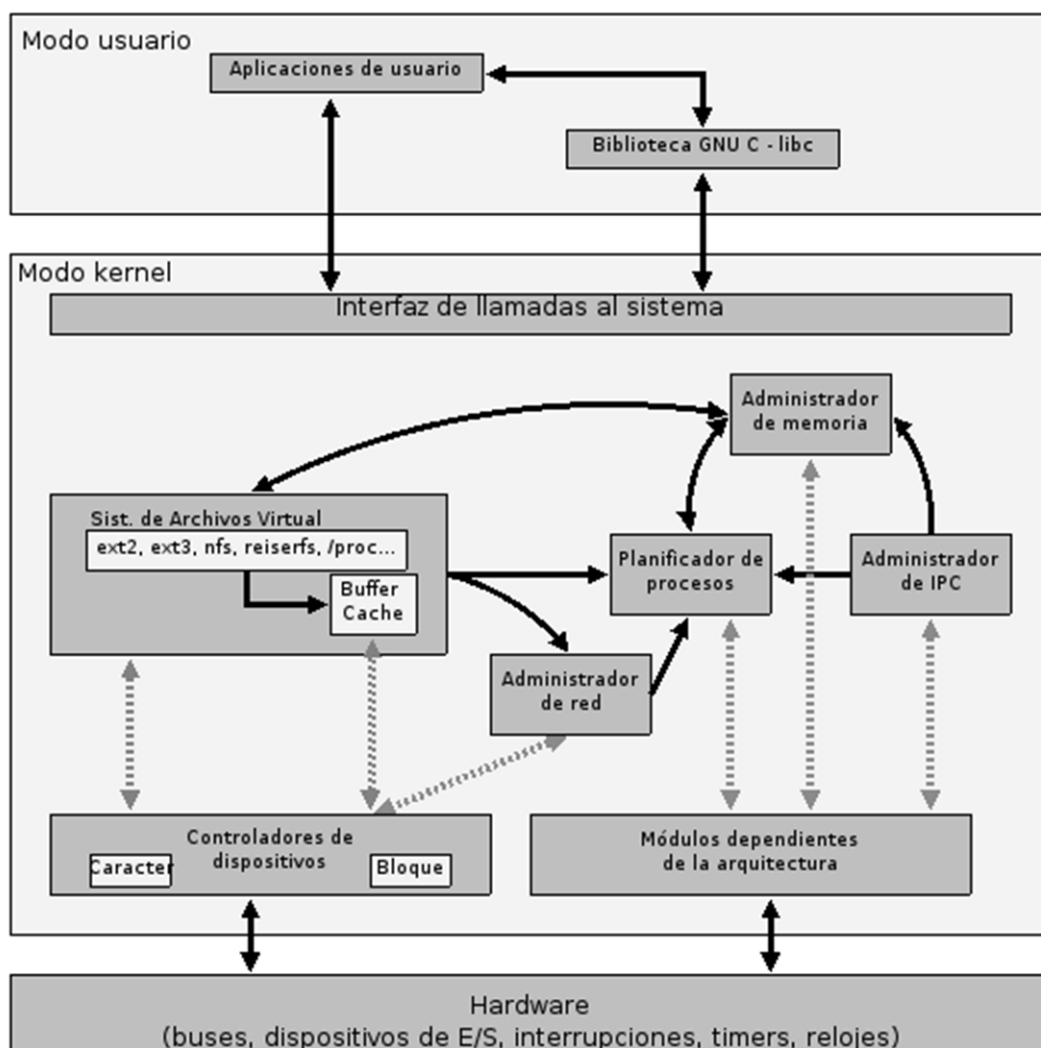 Modo usuario
Aplicaciones de usuario
Biblioteca GNU C - libc
Modo kernel
Interfaz de llamadas al sistema
Administrador
de memoria
Sist. de Archivos Virtual
ext2, ext3, nfs, reiserfs, /proc...
Buffer
Cache
Planificador de
procesos
Administrador
de IPC
Administrador
de red
Controladores de
dispositivos
Caracter
Bloque
Módulos dependientes
de la arquitectura
Hardware
(buses, dispositivos de E/S, interrupciones, timers, relojes)